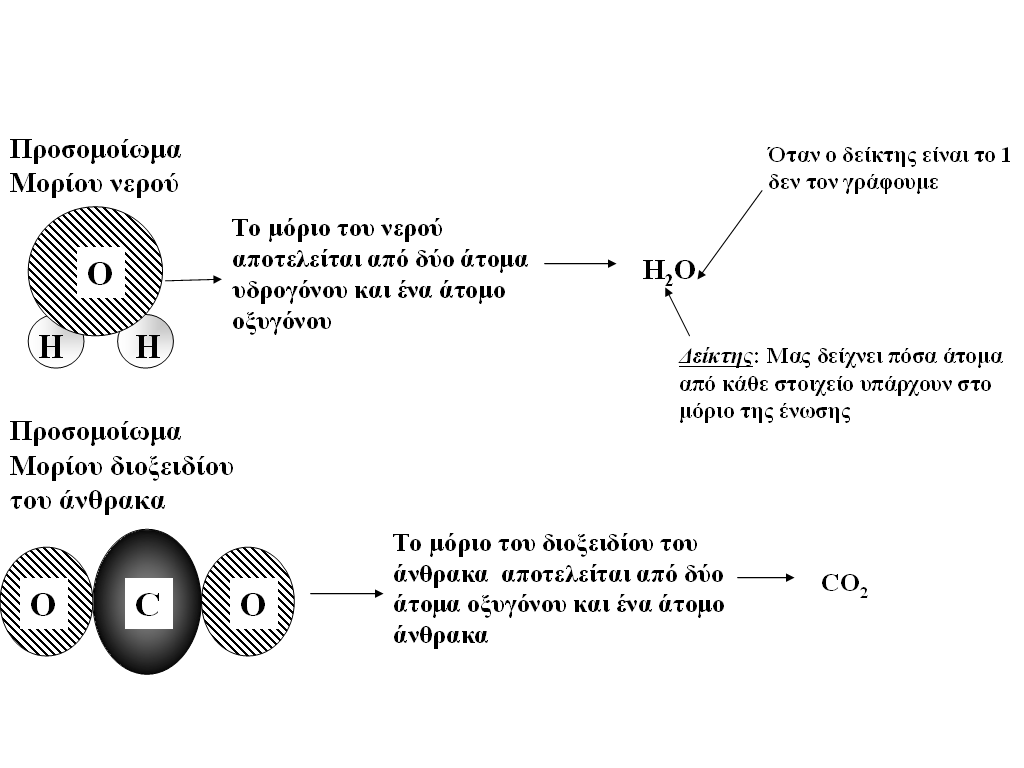 Προσομοίωμα
Μορίου νερού
Όταν ο δείκτης είναι το 1
δεν τον γράφουμε
Το μόριο του νερού
αποτελείται από δύο άτομα
υδρογόνου και ένα άτομο
οξυγόνου
O
H H
H₂O
Δείκτης: Μας δείχνει πόσα άτομα
από κάθε στοιχείο υπάρχουν στο
μόριο της ένωσης
Προσομοίωμα
Μορίου διοξειδίου
του άνθρακα
O C O
Το μόριο του διοξειδίου του
άνθρακα αποτελείται από δύο
άτομα οξυγόνου και ένα άτομο
άνθρακα
CO₂